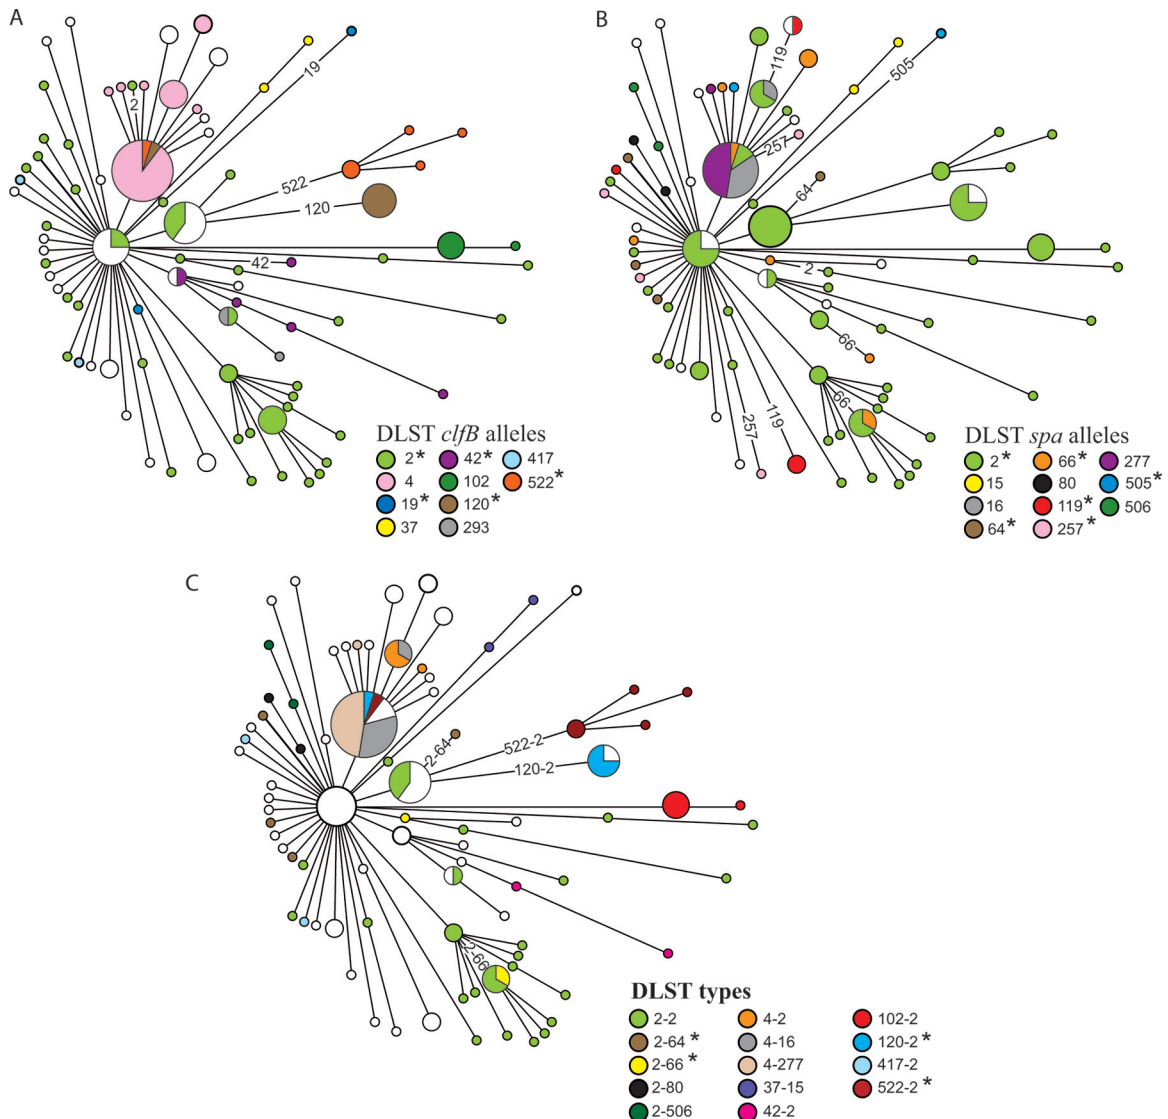 A
B
19
2
522
120
42
DLST clfB alleles
2* 42* 417
4 102 522*
19* 120*
37 293
119
505
257
64
2
66
66
119
257
DLST spa alleles
2* 66* 277
15 80 505*
16 119* 506
64* 257*
C
2-64
522-2
120-2
2-66
DLST types
2-2 4-2 102-2
2-64* 4-16 120-2*
2-66* 4-277 417-2
2-80 37-15 522-2*
2-506 42-2